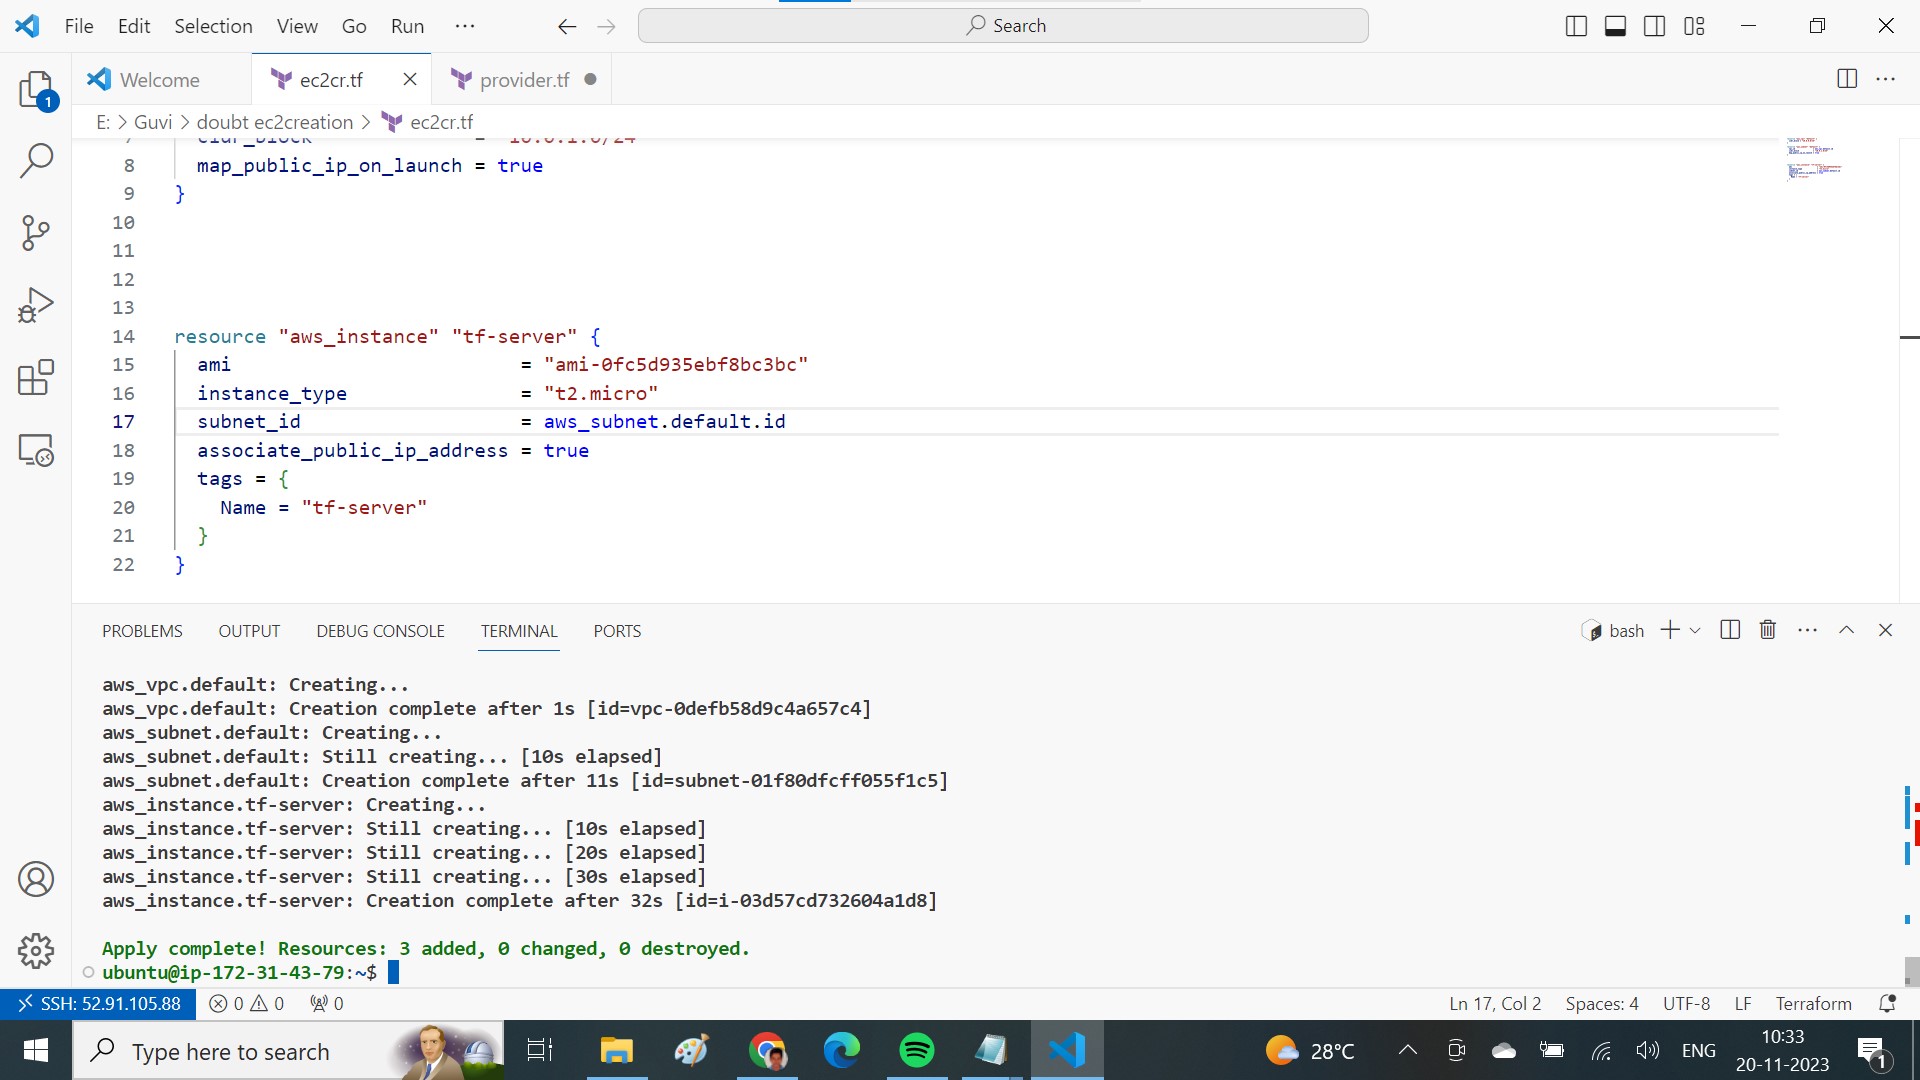 File Edit Selection View Go Run ··· Search
Welcome ec2cr.tf provider.tf
E: > Guvi > doubt ec2creation > ec2cr.tf
8 map_public_ip_on_launch = true
9 }
10
11
12
13
14 resource "aws_instance" "tf-server" {
15 ami = "ami-0fc5d935ebf8bc3bc"
16 instance_type = "t2.micro"
17 subnet_id = aws_subnet.default.id
18 associate_public_ip_address = true
19 tags = {
20 Name = "tf-server"
21 }
22 }
PROBLEMS OUTPUT DEBUG CONSOLE TERMINAL PORTS bash
aws_vpc.default: Creating...
aws_vpc.default: Creation complete after 1s [id=vpc-0defb58d9c4a657c4]
aws_subnet.default: Creating...
aws_subnet.default: Still creating... [10s elapsed]
aws_subnet.default: Creation complete after 11s [id=subnet-01f80dfcff055f1c5]
aws_instance.tf-server: Creating...
aws_instance.tf-server: Still creating... [10s elapsed]
aws_instance.tf-server: Still creating... [20s elapsed]
aws_instance.tf-server: Still creating... [30s elapsed]
aws_instance.tf-server: Creation complete after 32s [id=i-03d57cd732604a1d8]
Apply complete! Resources: 3 added, 0 changed, 0 destroyed.
ubuntu@ip-172-31-43-79:~$
SSH: 52.91.105.88 0 0 0 Ln 17, Col 2 Spaces: 4 UTF-8 LF Terraform
Type here to search 28°C ENG 10:33
20-11-2023 1